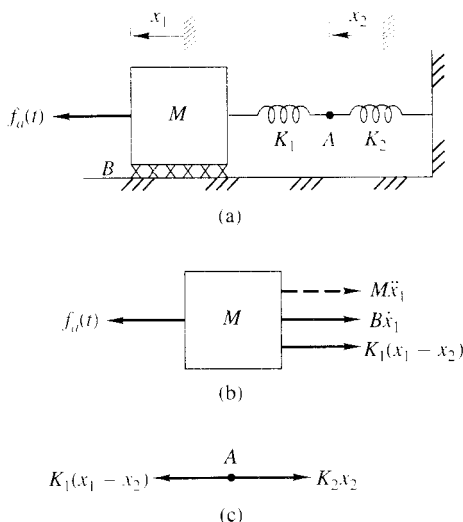 x₁ x₂
fₐ(t) M
K₁ A K₂
B
(a)
Mẍ₁
fₐ(t) M Bẋ₁
K₁(x₁ − x₂)
(b)
A
K₁(x₁ − x₂) K₂x₂
(c)